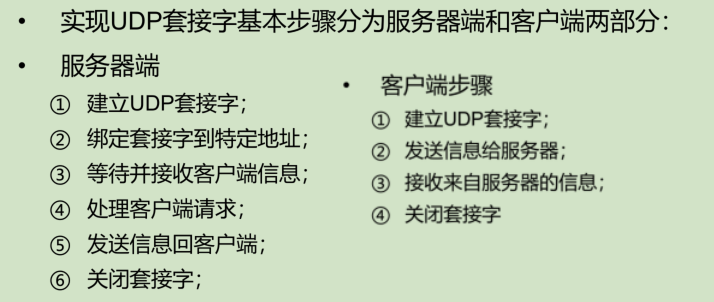 • 实现UDP套接字基本步骤分为服务器端和客户端两部分：
• 服务器端
① 建立UDP套接字；
② 绑定套接字到特定地址；
③ 等待并接收客户端信息；
④ 处理客户端请求；
⑤ 发送信息回客户端；
⑥ 关闭套接字；
• 客户端步骤
① 建立UDP套接字；
② 发送信息给服务器；
③ 接收来自服务器的信息；
④ 关闭套接字